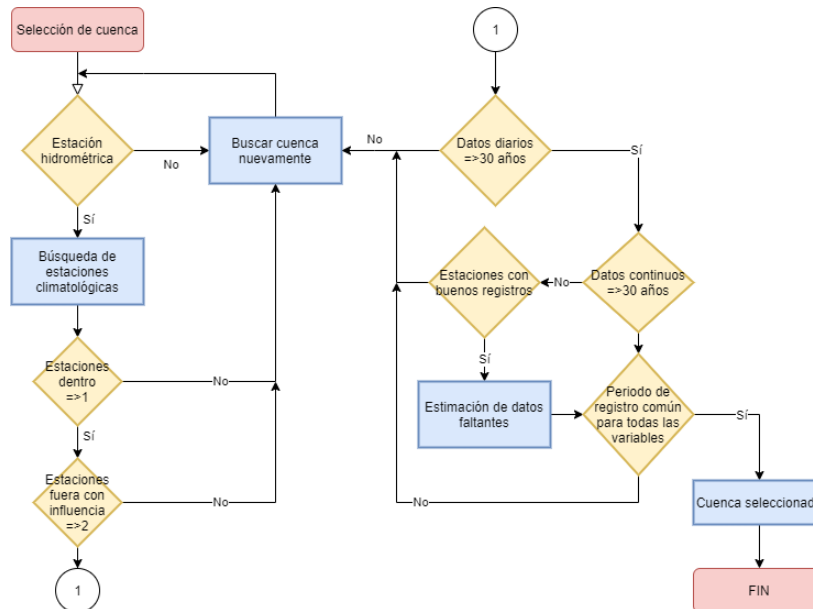 Selección de cuenca
Estación
hidrométrica
No
Buscar cuenca
nuevamente
Sí
Búsqueda de
estaciones
climatológicas
Estaciones
dentro
=>1
No
Sí
Estaciones
fuera con
influencia
=>2
No
1
1
Datos diarios
=>30 años
No
Sí
Datos continuos
=>30 años
No
Estaciones con
buenos registros
Sí
Estimación de datos
faltantes
Periodo de
registro común
para todas las
variables
No
Sí
Cuenca seleccionad
FIN